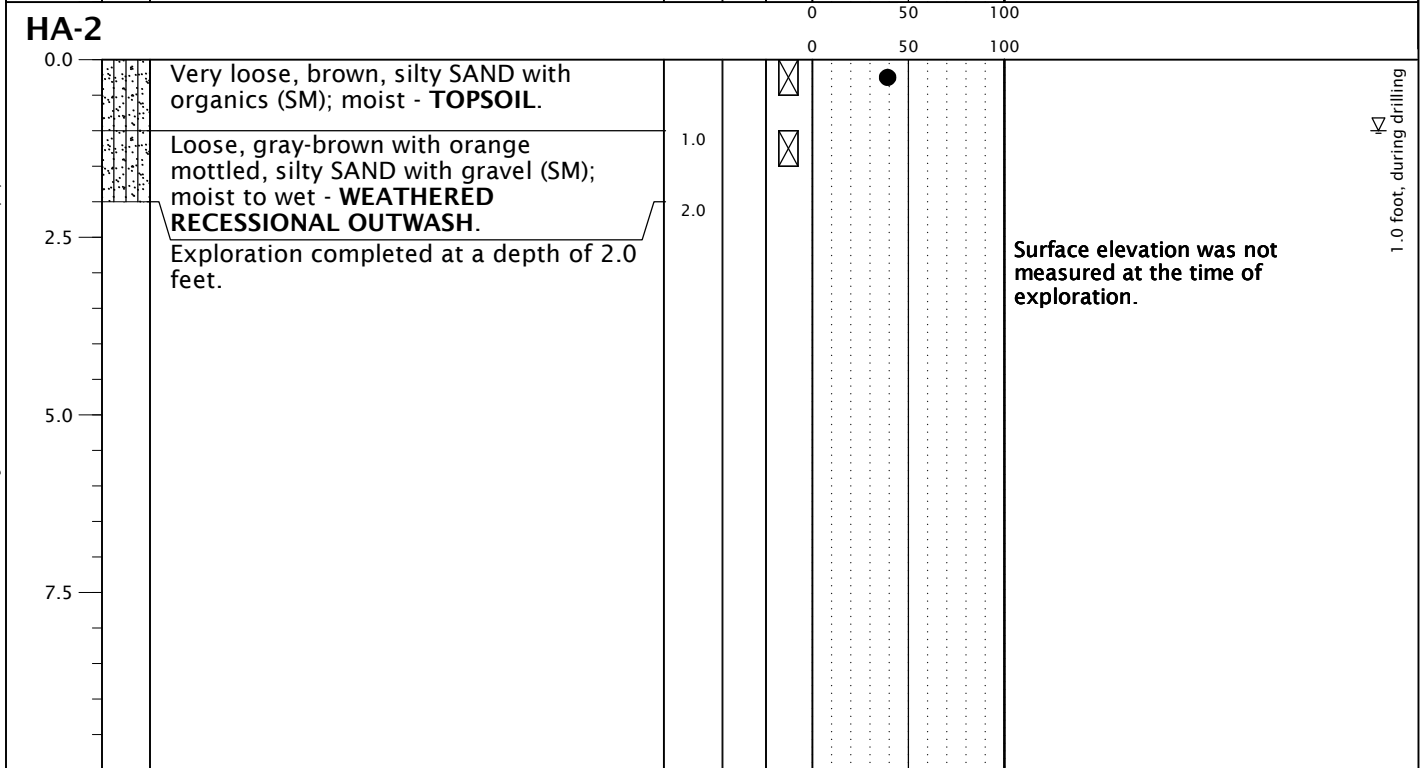 0 50 100
HA-2
0 50 100
0.0
Very loose, brown, silty SAND with
organics (SM); moist - TOPSOIL.
1.0
Loose, gray-brown with orange
mottled, silty SAND with gravel (SM);
moist to wet - WEATHERED
RECESSIONAL OUTWASH.
2.0
2.5
Exploration completed at a depth of 2.0
feet.
Surface elevation was not
measured at the time of
exploration.
1.0 foot, during drilling
5.0
7.5